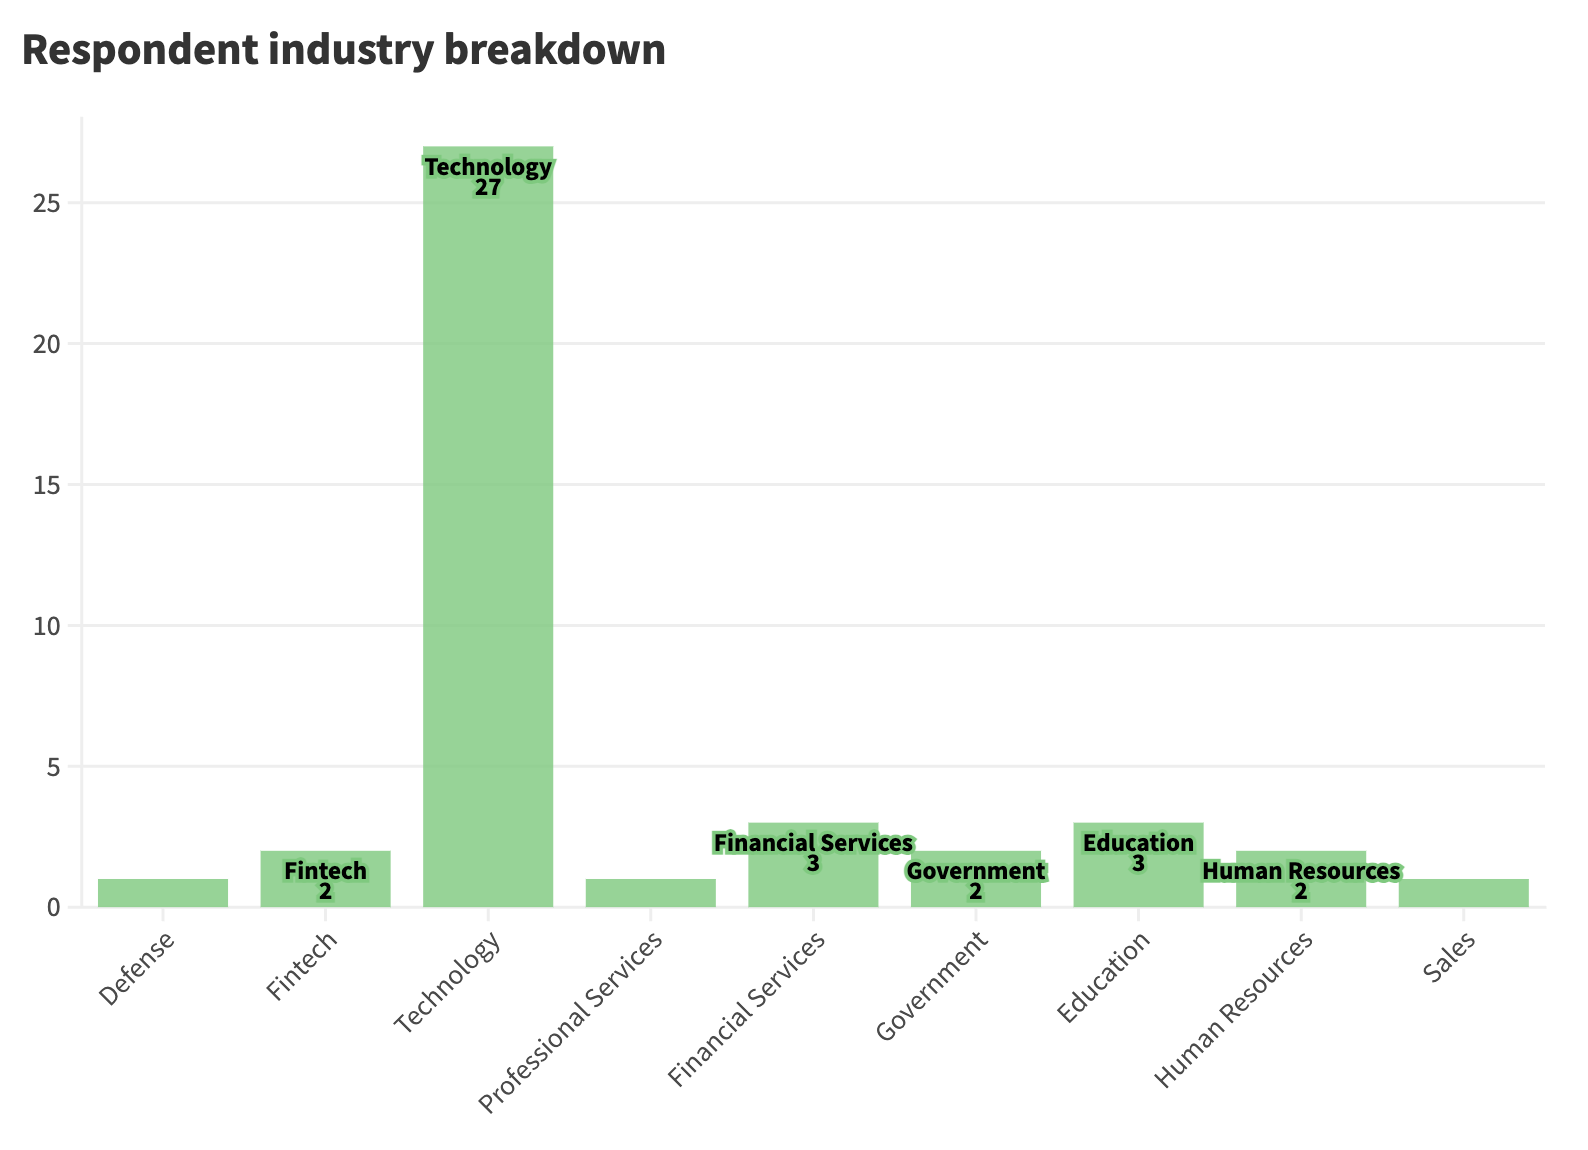 Respondent industry breakdown
25
20
15
10
5
0
Technology
27
Fintech
2
Financial Services
3
Government
2
Education
3
Human Resources
2
Defense
Fintech
Technology
Professional Services
Financial Services
Government
Education
Human Resources
Sales